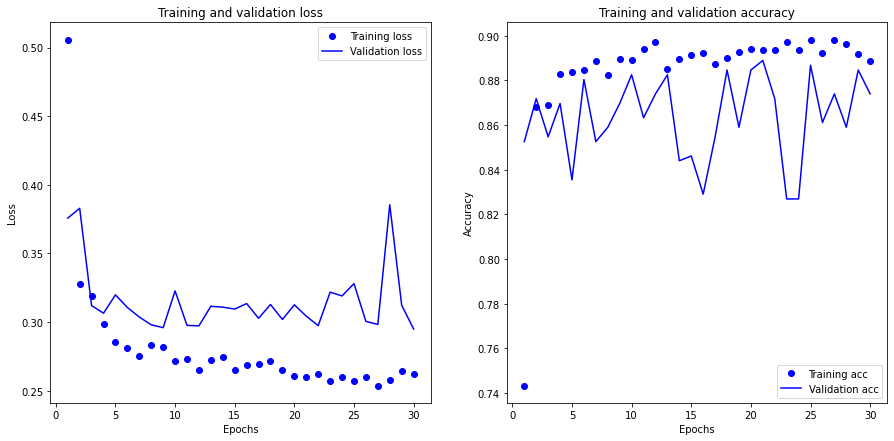 Training and validation loss
Training loss
Validation loss
0.50
0.45
0.40
0.35
0.30
0.25
Loss
0
5
10
15
20
25
30
Epochs
Training and validation accuracy
0.90
0.88
0.86
0.84
0.82
0.80
0.78
0.76
0.74
Accuracy
Training acc
Validation acc
0
5
10
15
20
25
30
Epochs